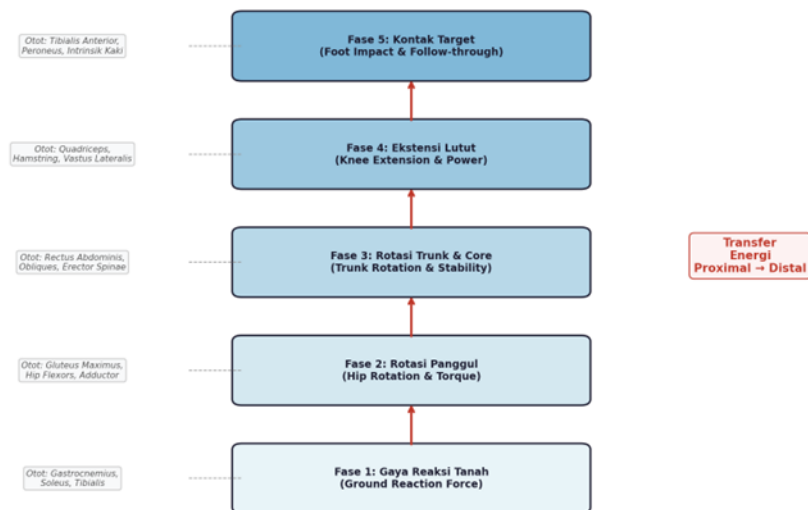 Otot: Tibialis Anterior,
Peroneus, Intrinsik Kaki
Fase 5: Kontak Target
(Foot Impact & Follow-through)
Otot: Quadriceps,
Hamstring, Vastus Lateralis
Fase 4: Ekstensi Lutut
(Knee Extension & Power)
Otot: Rectus Abdominis,
Obliques, Erector Spinae
Fase 3: Rotasi Trunk & Core
(Trunk Rotation & Stability)
Transfer
Energi
Proximal → Distal
Otot: Gluteus Maximus,
Hip Flexors, Adductor
Fase 2: Rotasi Panggul
(Hip Rotation & Torque)
Otot: Gastrocnemius,
Soleus, Tibialis
Fase 1: Gaya Reaksi Tanah
(Ground Reaction Force)